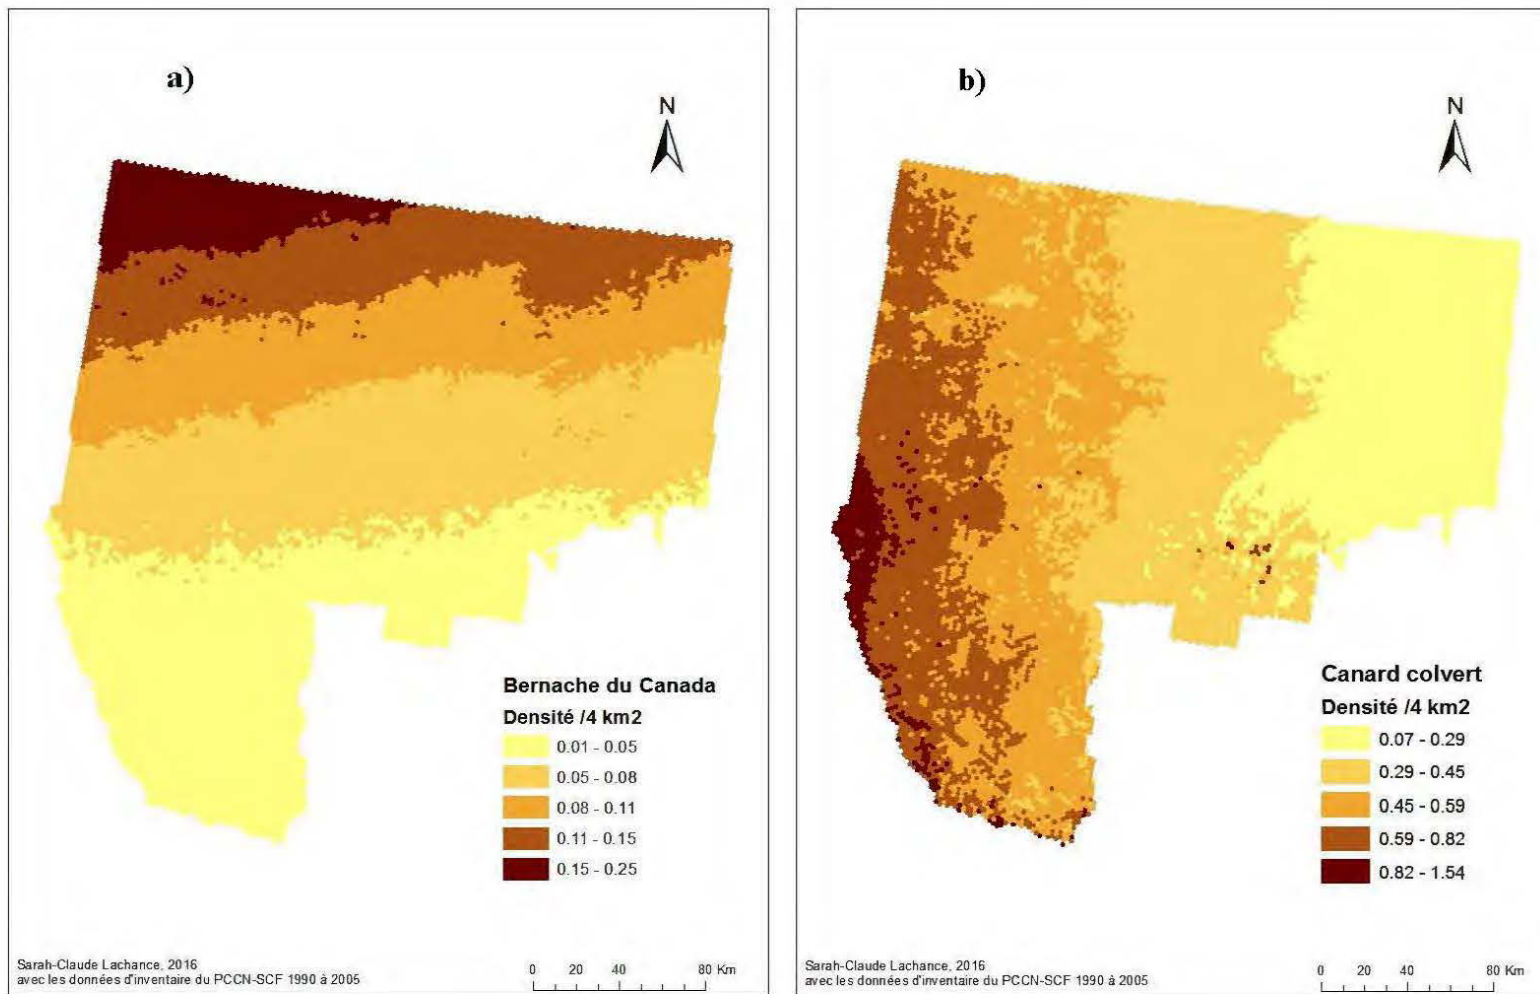 a)
N
Bernache du Canada
Densité /4 km2
0.01 - 0.05
0.05 - 0.08
0.08 - 0.11
0.11 - 0.15
0.15 - 0.25
Sarah-Claude Lachance, 2016
avec les données d'inventaire du PCCN-SCF 1990 à 2005
0 20 40 80 Km
b)
N
Canard colvert
Densité /4 km2
0.07 - 0.29
0.29 - 0.45
0.45 - 0.59
0.59 - 0.82
0.82 - 1.54
Sarah-Claude Lachance, 2016
avec les données d'inventaire du PCCN-SCF 1990 à 2005
0 20 40 80 Km